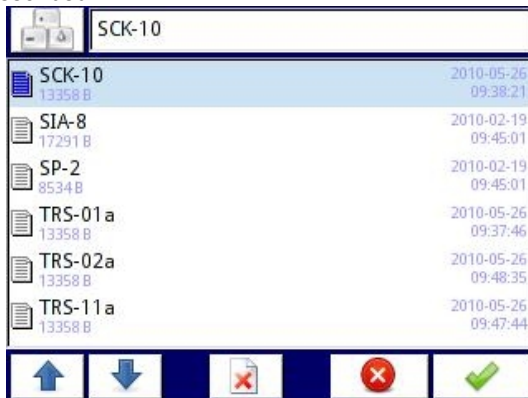 SCK-10
SCK-10
2010-05-26
13358 B
09:38:21
SIA-8
2010-02-19
17291 B
09:45:01
SP-2
2010-02-19
8534 B
09:45:01
TRS-01a
2010-05-26
13358 B
09:37:46
TRS-02a
2010-05-26
13358 B
09:48:35
TRS-11a
2010-05-26
13358 B
09:47:44